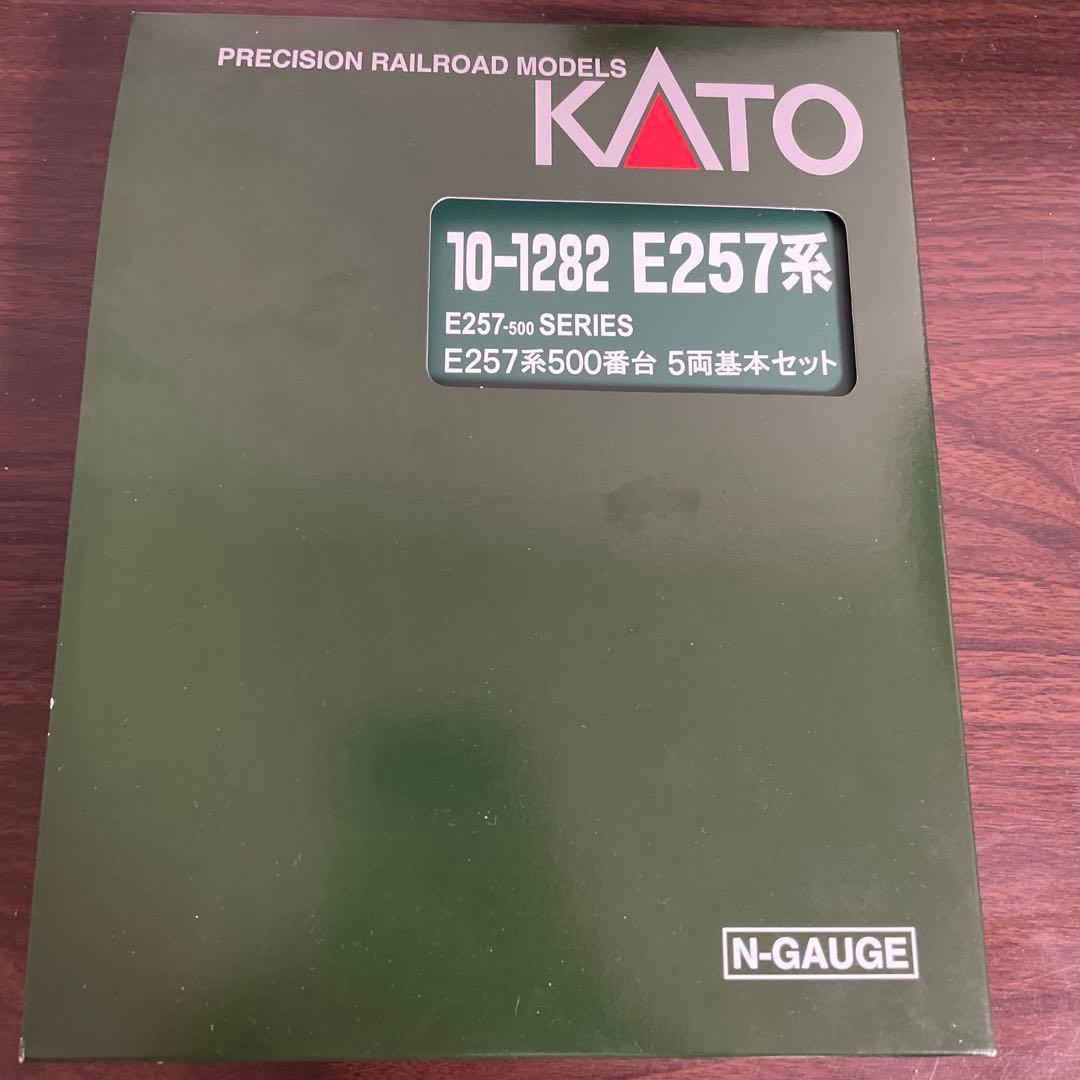 PRECISION RAILROAD MODELS
KATO
10-1282 E257系
E257-500 SERIES
E257系500番台 5両基本セット
N-GAUGE